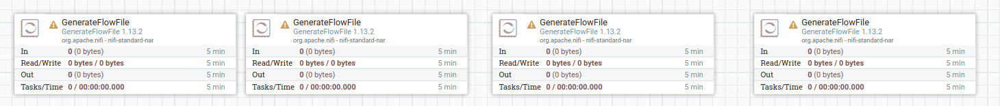 GenerateFlowFile
GenerateFlowFile 1.13.2
org.apache.nifi - nifi-standard-nar
In 0 (0 bytes) 5 min
Read/Write 0 bytes / 0 bytes 5 min
Out 0 (0 bytes) 5 min
Tasks/Time 0 / 00:00:00.000 5 min
GenerateFlowFile
GenerateFlowFile 1.13.2
org.apache.nifi - nifi-standard-nar
In 0 (0 bytes) 5 min
Read/Write 0 bytes / 0 bytes 5 min
Out 0 (0 bytes) 5 min
Tasks/Time 0 / 00:00:00.000 5 min
GenerateFlowFile
GenerateFlowFile 1.13.2
org.apache.nifi - nifi-standard-nar
In 0 (0 bytes) 5 min
Read/Write 0 bytes / 0 bytes 5 min
Out 0 (0 bytes) 5 min
Tasks/Time 0 / 00:00:00.000 5 min
GenerateFlowFile
GenerateFlowFile 1.13.2
org.apache.nifi - nifi-standard-nar
In 0 (0 bytes) 5 min
Read/Write 0 bytes / 0 bytes 5 min
Out 0 (0 bytes) 5 min
Tasks/Time 0 / 00:00:00.000 5 min